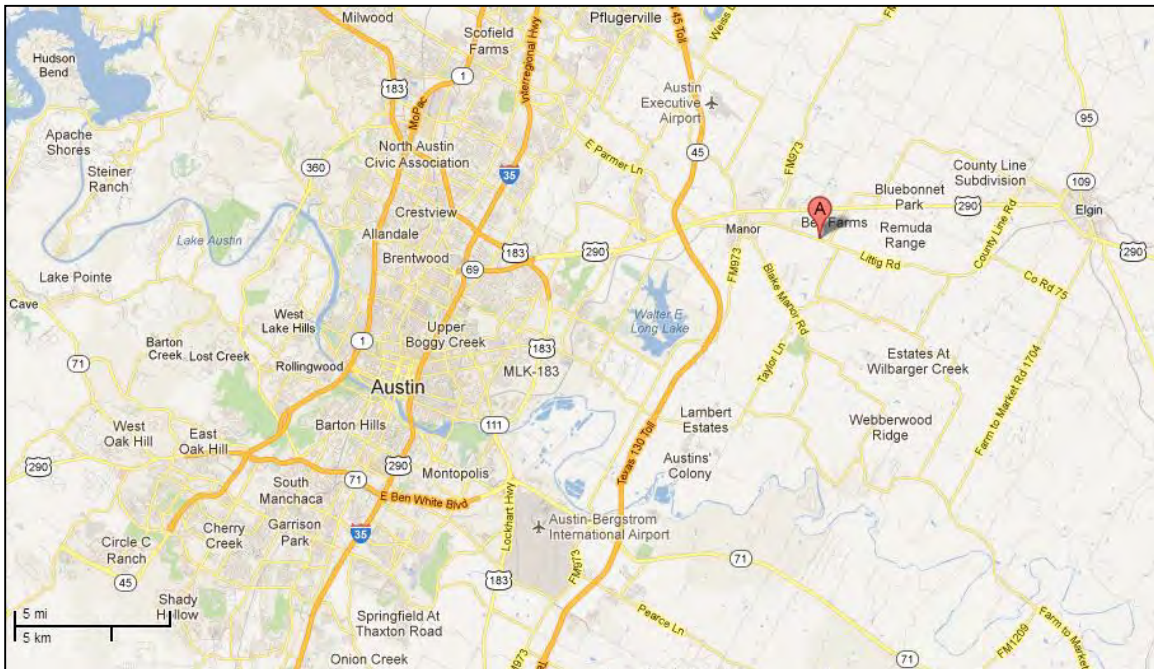 Milwood
Pflugerville
Weiss
45 Toll
FM973
Scofield
Farms
Interregional Hwy
Hudson
Bend
1
183
MoPac
Austin
Executive
Airport
95
Apache
Shores
Steiner
Ranch
360
North Austin
Civic Association
35
E Parmer Ln
45
FM973
County Line
Subdivision
109
Bluebonnet
Park
290
Elgin
A
Crestview
Allandale
Lake Austin
183
290
Manor
Farms
Remuda
Range
County Line Rd
290
Brentwood
69
Littig Rd
Lake Pointe
FM973
Blake Manor Rd
Co Rd 75
Cave
West
Lake Hills
Walter E
Long Lake
Barton
Creek
Lost Creek
Upper
Boggy Creek
1
183
71
Rollingwood
MLK-183
Taylor Ln
Estates At
Wilbarger Creek
Farm to Market Rd 1704
Austin
Lambert
Estates
Webberwood
Ridge
West
Oak Hill
East
Oak Hill
Barton Hills
111
Texas 130 Toll
290
290
Montopolis
Austins'
Colony
71
South
Manchaca
E Ben White Blvd
Lockhart Hwy
Cherry
Creek
Garrison
Park
35
Austin-Bergstrom
International Airport
Circle C
Ranch
FM973
71
45
183
Shady
Hollow
Springfield At
Thaxton Road
Pearce Ln
Farm to Market
5 mi
5 km
Onion Creek
FM973
71
FM1209